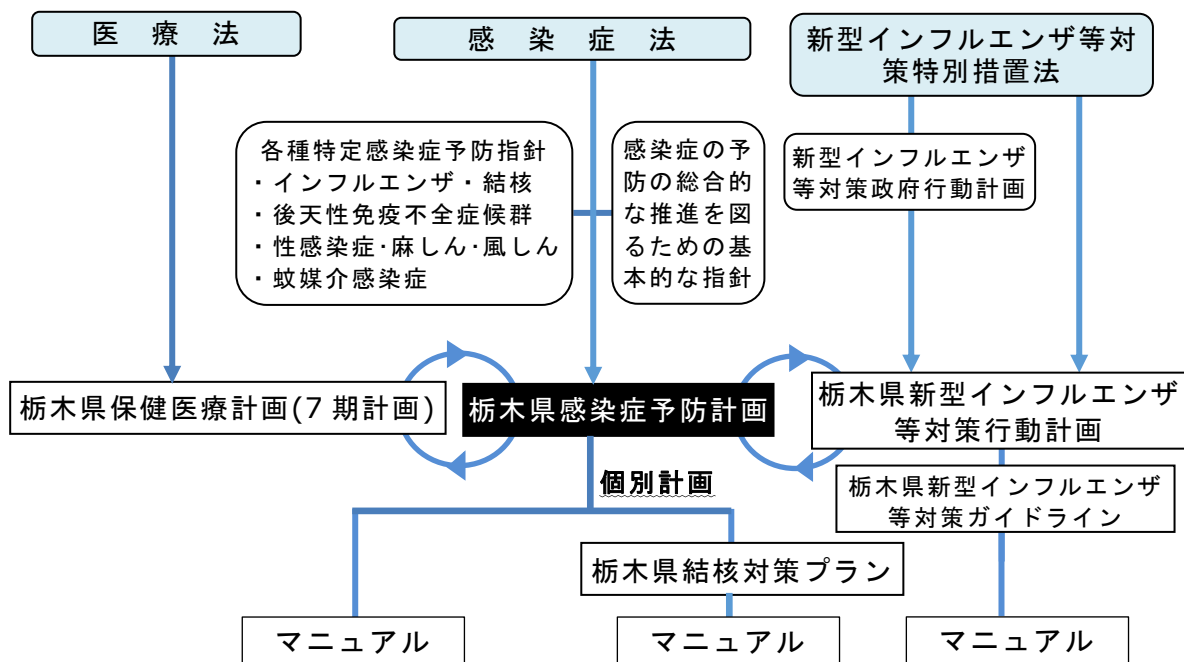 医療法
感染症法
新型インフルエンザ等対
策特別措置法
各種特定感染症予防指針
・インフルエンザ・結核
・後天性免疫不全症候群
・性感染症・麻しん・風しん
・蚊媒介感染症
感染症の予
防の総合的
な推進を図
るための基
本的な指針
新型インフルエンザ
等対策政府行動計画
栃木県保健医療計画(7期計画)
栃木県感染症予防計画
栃木県新型インフルエンザ
等対策行動計画
個別計画
栃木県新型インフルエンザ
等対策ガイドライン
栃木県結核対策プラン
マニュアル
マニュアル
マニュアル